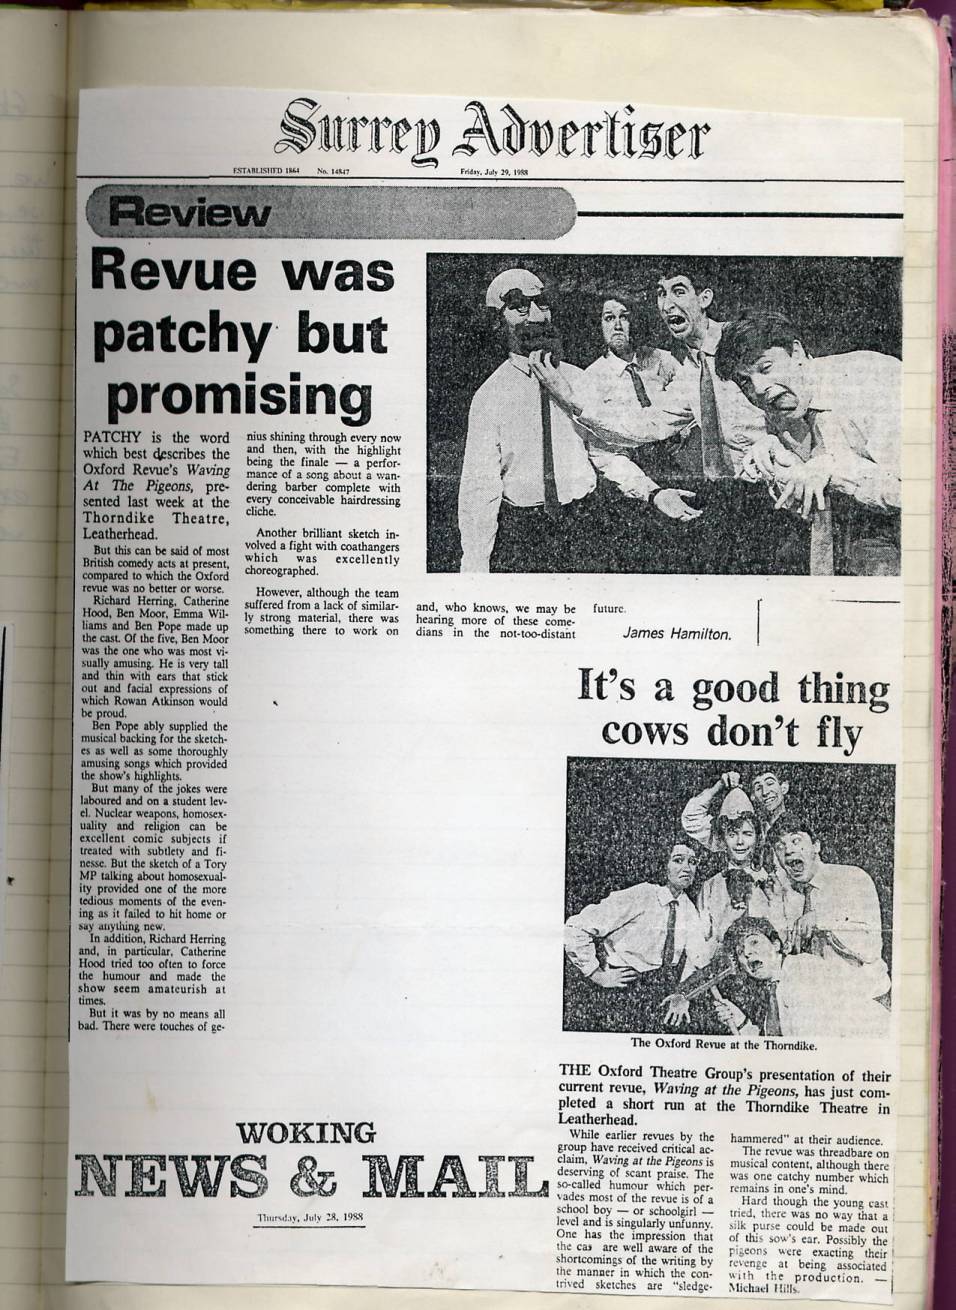 Surrey Advertiser
ESTABLISHED 1864 No. 14847 Friday, July 29, 1988
Review
Revue was
patchy but
promising
PATCHY is the word
which best describes the
Oxford Revue's Waving
At The Pigeons, pre-
sented last week at the
Thorndike Theatre,
Leatherhead.
But this can be said of most
British comedy acts at present,
compared to which the Oxford
revue was no better or worse.
Richard Herring, Catherine
Hood, Ben Moor, Emma Wil-
liams and Ben Pope made up
the cast. Of the five, Ben Moor
was the one who was most vi-
sually amusing. He is very tall
and thin with ears that stick
out and facial expressions of
which Rowan Atkinson would
be proud.
Ben Pope ably supplied the
musical backing for the sketch-
es as well as some thoroughly
amusing songs which provided
the show's highlights.
But many of the jokes were
laboured and on a student lev-
el. Nuclear weapons, homosex-
uality and religion can be
excellent comic subjects if
treated with subtlety and fi-
nesse. But the sketch of a Tory
MP talking about homosexual-
ity provided one of the more
tedious moments of the even-
ing as it failed to hit home or
say anything new.
In addition, Richard Herring
and, in particular, Catherine
Hood tried too often to force
the humour and made the
show seem amateurish at
times.
But it was by no means all
bad. There were touches of ge-
nius shining through every now
and then, with the highlight
being the finale — a perfor-
mance of a song about a wan-
dering barber complete with
every conceivable hairdressing
cliche.
Another brilliant sketch in-
volved a fight with coathangers
which was excellently
choreographed.
However, although the team
suffered from a lack of similar-
ly strong material, there was
something there to work on
and, who knows, we may be
hearing more of these come-
dians in the not-too-distant
future.
James Hamilton.
It's a good thing
cows don't fly
The Oxford Revue at the Thorndike.
THE Oxford Theatre Group's presentation of their
current revue, Waving at the Pigeons, has just com-
pleted a short run at the Thorndike Theatre in
Leatherhead.
While earlier revues by the
group have received critical ac-
claim, Waving at the Pigeons is
deserving of scant praise. The
so-called humour which per-
vades most of the revue is of a
school boy — or schoolgirl —
level and is singularly unfunny.
One has the impression that
the cas are well aware of the
shortcomings of the writing by
the manner in which the con-
trived sketches are "sledge-
hammered" at their audience.
The revue was threadbare on
musical content, although there
was one catchy number which
remains in one's mind.
Hard though the young cast
tried, there was no way that a
silk purse could be made out
of this sow's ear. Possibly the
pigeons were exacting their
revenge at being associated
with the production. —
Michael Hills.
WOKING
NEWS & MAIL
Thursday, July 28, 1988